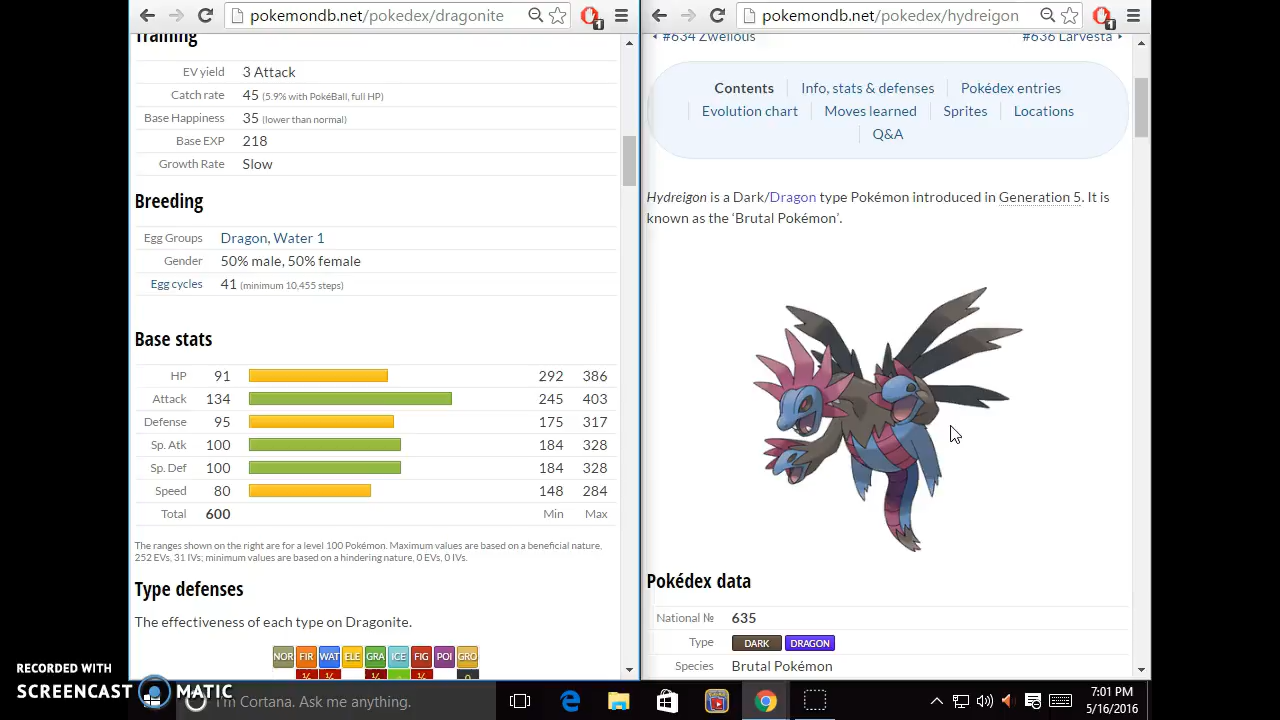 pokemondb.net/pokedex/dragonite
1
Training
EV yield 3 Attack
Catch rate 45 (5.9% with PokéBall, full HP)
Base Happiness 35 (lower than normal)
Base EXP 218
Growth Rate Slow
Breeding
Egg Groups Dragon, Water 1
Gender 50% male, 50% female
Egg cycles 41 (minimum 10,455 steps)
Base stats
HP 91 292 386
Attack 134 245 403
Defense 95 175 317
Sp. Atk 100 184 328
Sp. Def 100 184 328
Speed 80 148 284
Total 600 Min Max
The ranges shown on the right are for a level 100 Pokémon. Maximum values are based on a beneficial nature,
252 EVs, 31 IVs; minimum values are based on a hindering nature, 0 EVs, 0 IVs.
Type defenses
The effectiveness of each type on Dragonite.
NOR FIR WAT ELE GRA ICE FIG POI GRO
pokemondb.net/pokedex/hydreigon
1
#634 Zweilous #636 Larvesta
Contents Info, stats & defenses Pokédex entries
Evolution chart Moves learned Sprites Locations
Q&A
Hydreigon is a Dark/Dragon type Pokémon introduced in Generation 5. It is
known as the ‘Brutal Pokémon’.
Pokédex data
National № 635
Type DARK DRAGON
Species Brutal Pokémon
RECORDED WITH
SCREENCAST MATIC
I'm Cortana. Ask me anything.
7:01 PM
5/16/2016